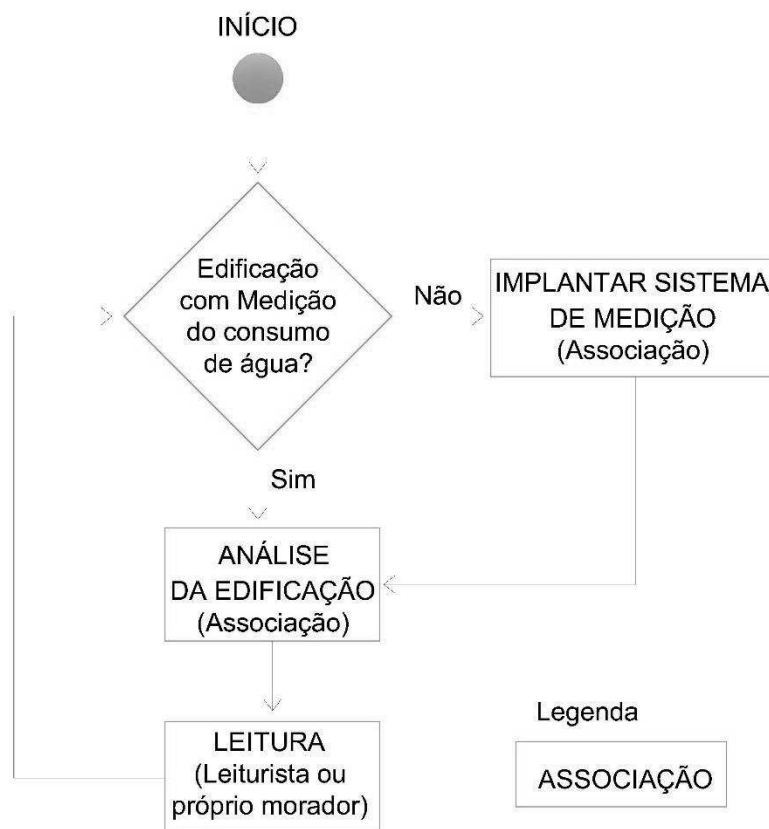 INÍCIO
Edificação
com Medição
do consumo
de água?
Não
IMPLANTAR SISTEMA
DE MEDIÇÃO
(Associação)
Sim
ANÁLISE
DA EDIFICAÇÃO
(Associação)
LEITURA
(Leiturista ou
próprio morador)
Legenda
ASSOCIAÇÃO